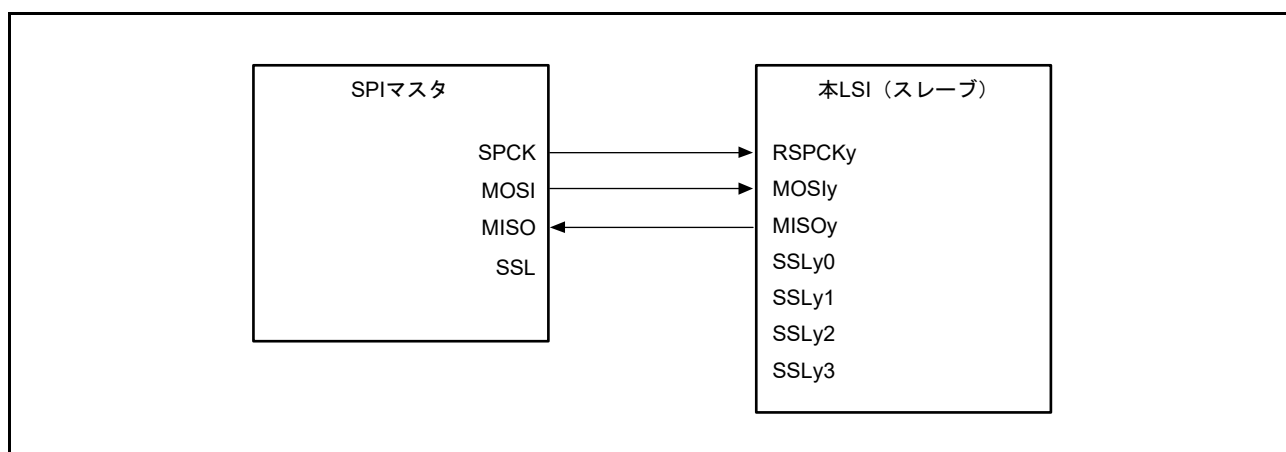 SPIマスタ
SPCK
MOSI
MISO
SSL
本LSI（スレーブ）
RSPCKy
MOSIy
MISOy
SSLy0
SSLy1
SSLy2
SSLy3